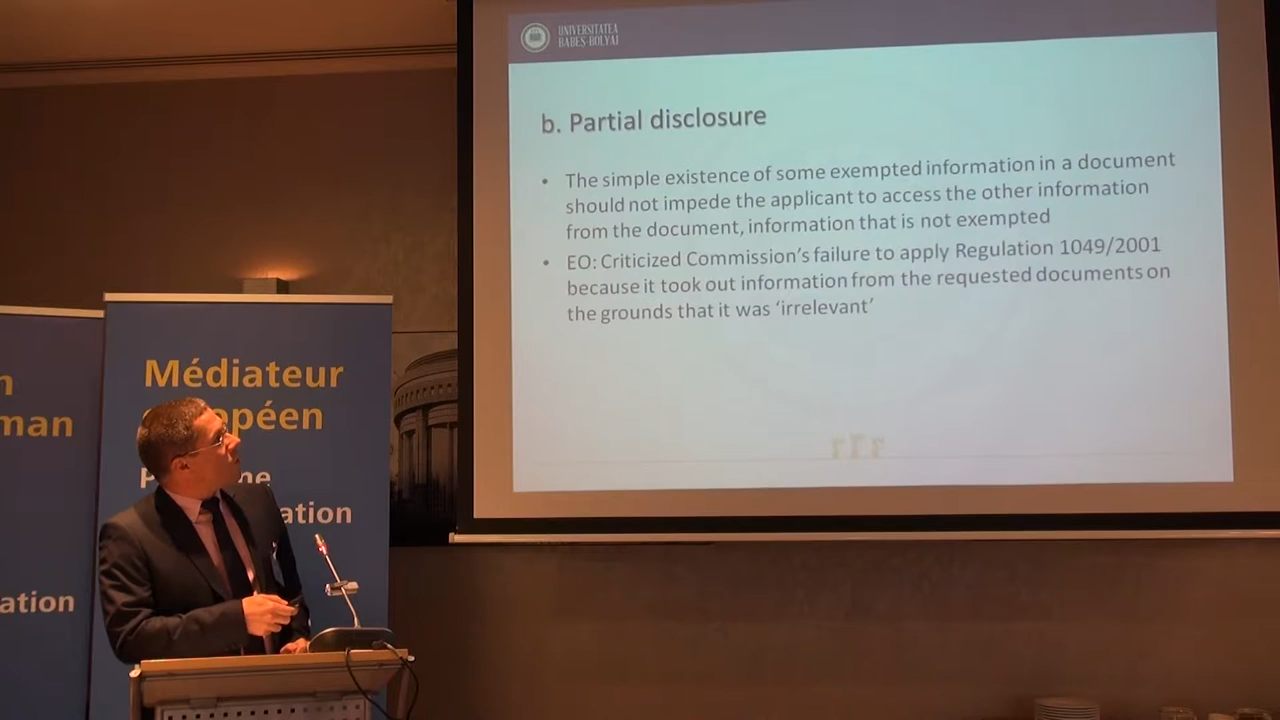 UNIVERSITATEA
BABEȘ-BOLYAI
b. Partial disclosure
• The simple existence of some exempted information in a document
should not impede the applicant to access the other information
from the document, information that is not exempted
• EO: Criticized Commission's failure to apply Regulation 1049/2001
because it took out information from the requested documents on
the grounds that it was 'irrelevant'
Médiateur
ation
ation
man